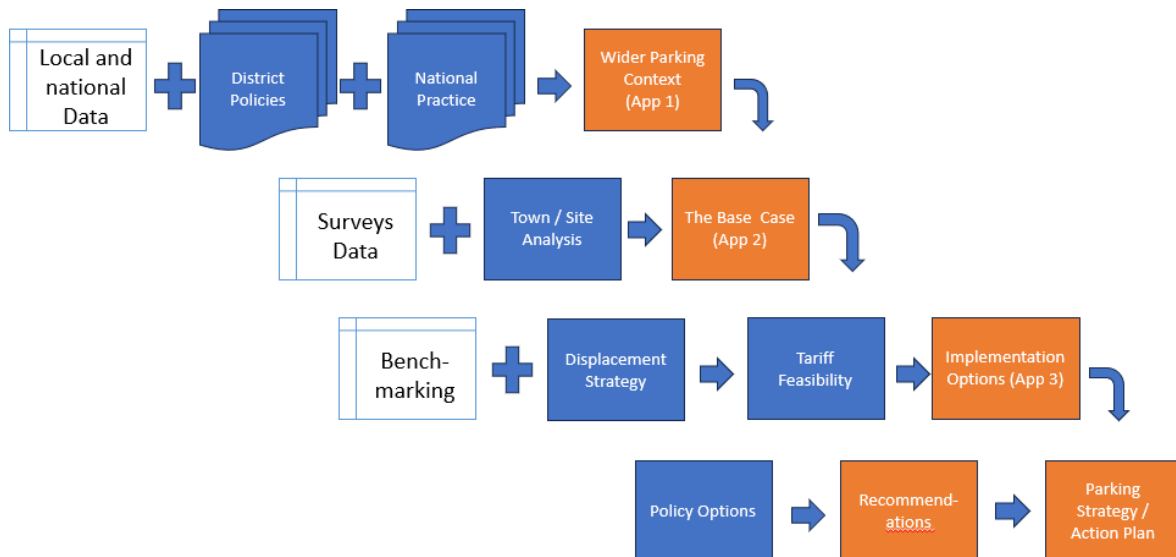 Local and
national
Data
District
Policies
National
Practice
Wider Parking
Context
(App 1)
Surveys
Data
Town / Site
Analysis
The Base  Case
(App 2)
Bench-
marking
Displacement
Strategy
Tariff
Feasibility
Implementation
Options (App 3)
Policy Options
Recommend-
ations
Parking
Strategy /
Action Plan